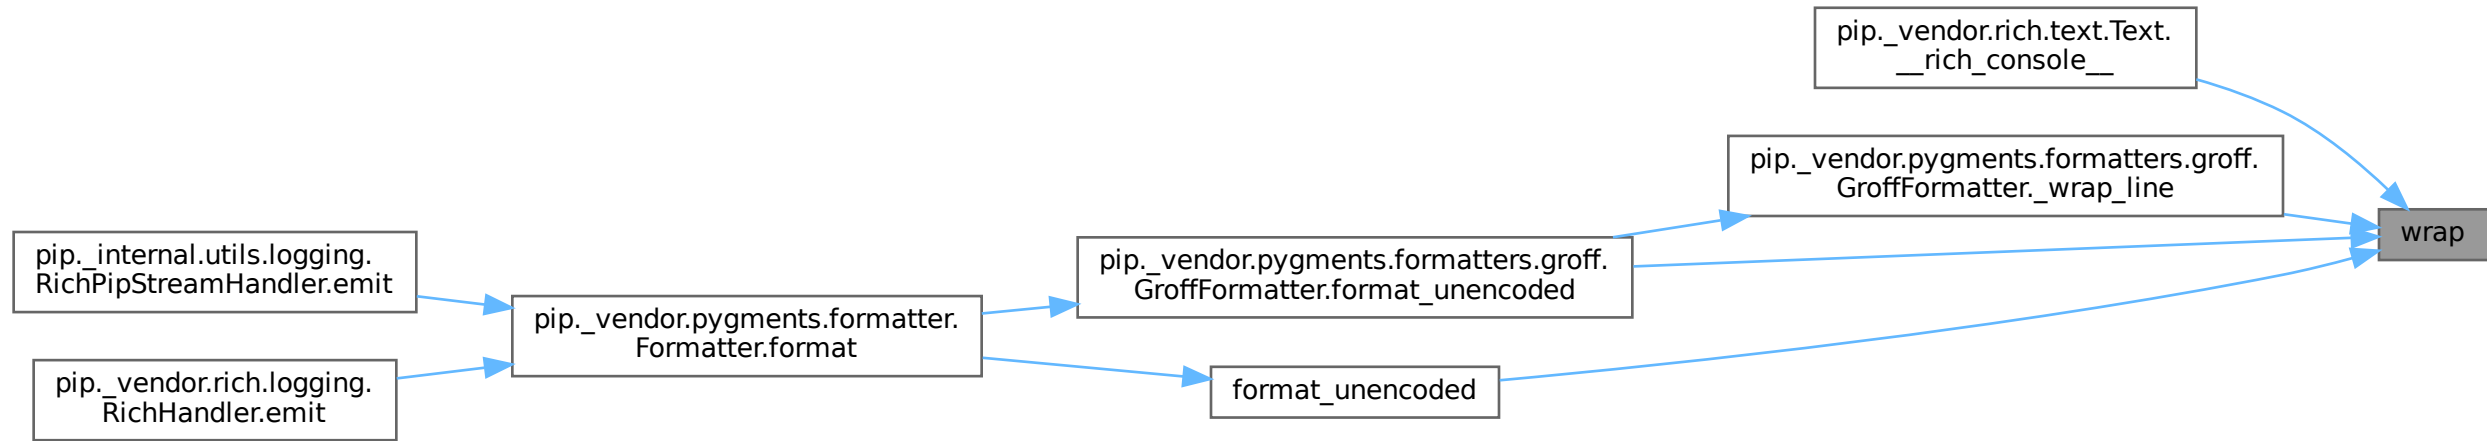 pip._vendor.rich.text.Text.
__rich_console__
pip._vendor.pygments.formatters.groff.
GroffFormatter._wrap_line
wrap
pip._internal.utils.logging.
RichPipStreamHandler.emit
pip._vendor.pygments.formatters.groff.
GroffFormatter.format_unencoded
pip._vendor.pygments.formatter.
Formatter.format
pip._vendor.rich.logging.
RichHandler.emit
format_unencoded